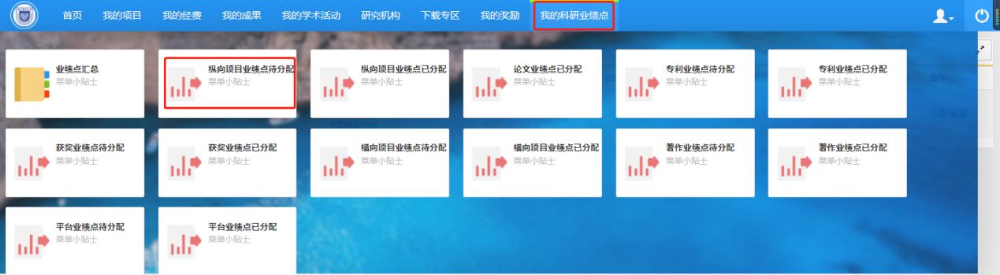 首页 我的项目 我的经费 我的成果 我的学术活动 研究机构 下载专区 我的奖励 我的科研业绩点
业绩点汇总 纵向项目业绩点待分配 纵向项目业绩点已分配 论文业绩点已分配 专利业绩点待分配 专利业绩点已分配
菜单小贴士 菜单小贴士 菜单小贴士 菜单小贴士 菜单小贴士 菜单小贴士
操作
分配 查看
获奖业绩点待分配 获奖业绩点已分配 横向项目业绩点待分配 横向项目业绩点已分配 著作业绩点待分配 著作业绩点已分配
菜单小贴士 菜单小贴士 菜单小贴士 菜单小贴士 菜单小贴士 菜单小贴士
平台业绩点待分配 平台业绩点已分配
菜单小贴士 菜单小贴士